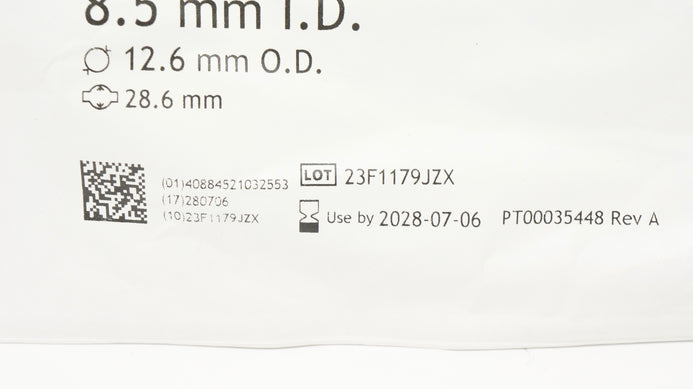 8.5 mm I.D.
12.6 mm O.D.
28.6 mm
(01)40884521032553
(17)280706
(10)23F1179JZX
LOT 23F1179JZX
Use by 2028-07-06 PT00035448 Rev A